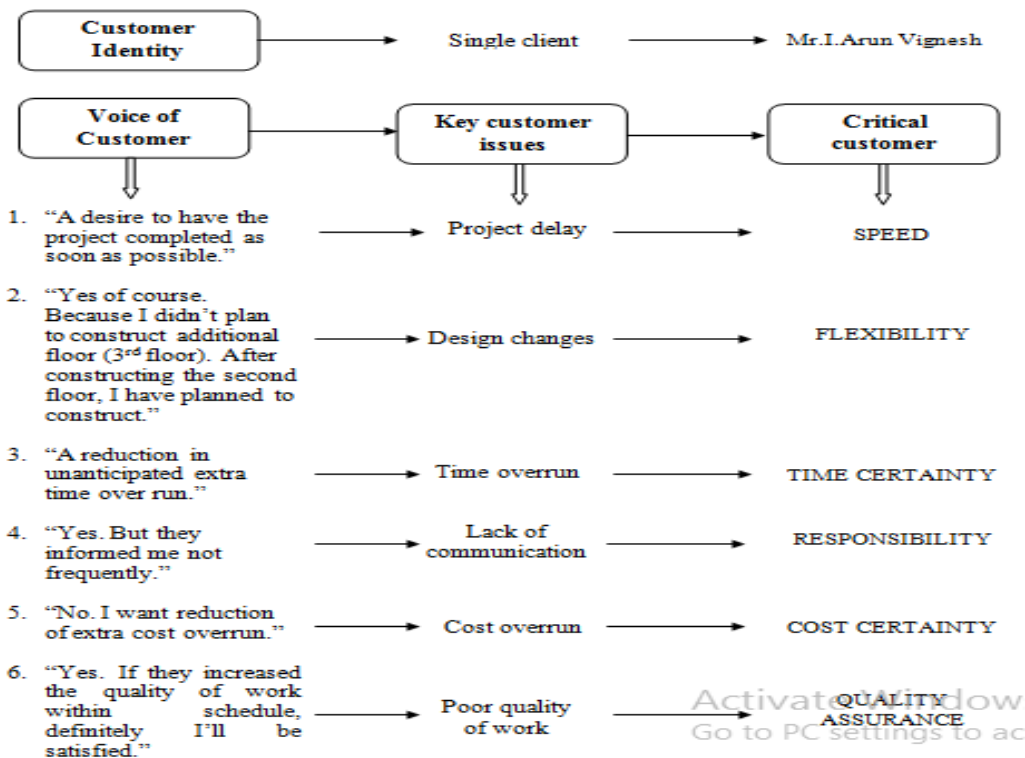 Customer Identity
Single client
Mr.I.Arun Vignesh
Voice of Customer
Key customer issues
Critical customer
1. “A desire to have the
project completed as
soon as possible.”
Project delay
SPEED
2. “Yes of course.
Because I didn’t plan
to construct additional
floor (3rd floor). After
constructing the second
floor, I have planned to
construct.”
Design changes
FLEXIBILITY
3. “A reduction in
unanticipated extra
time over run.”
Time overrun
TIME CERTAINTY
4. “Yes. But they
informed me not
frequently.”
Lack of
communication
RESPONSIBILITY
5. “No. I want reduction
of extra cost overrun.”
Cost overrun
COST CERTAINTY
6. “Yes. If they increased
the quality of work
within schedule,
definitely I’ll be
satisfied.”
Poor quality
of work
QUALITY
ASSURANCE
Activate Window
Go to PC settings to ac